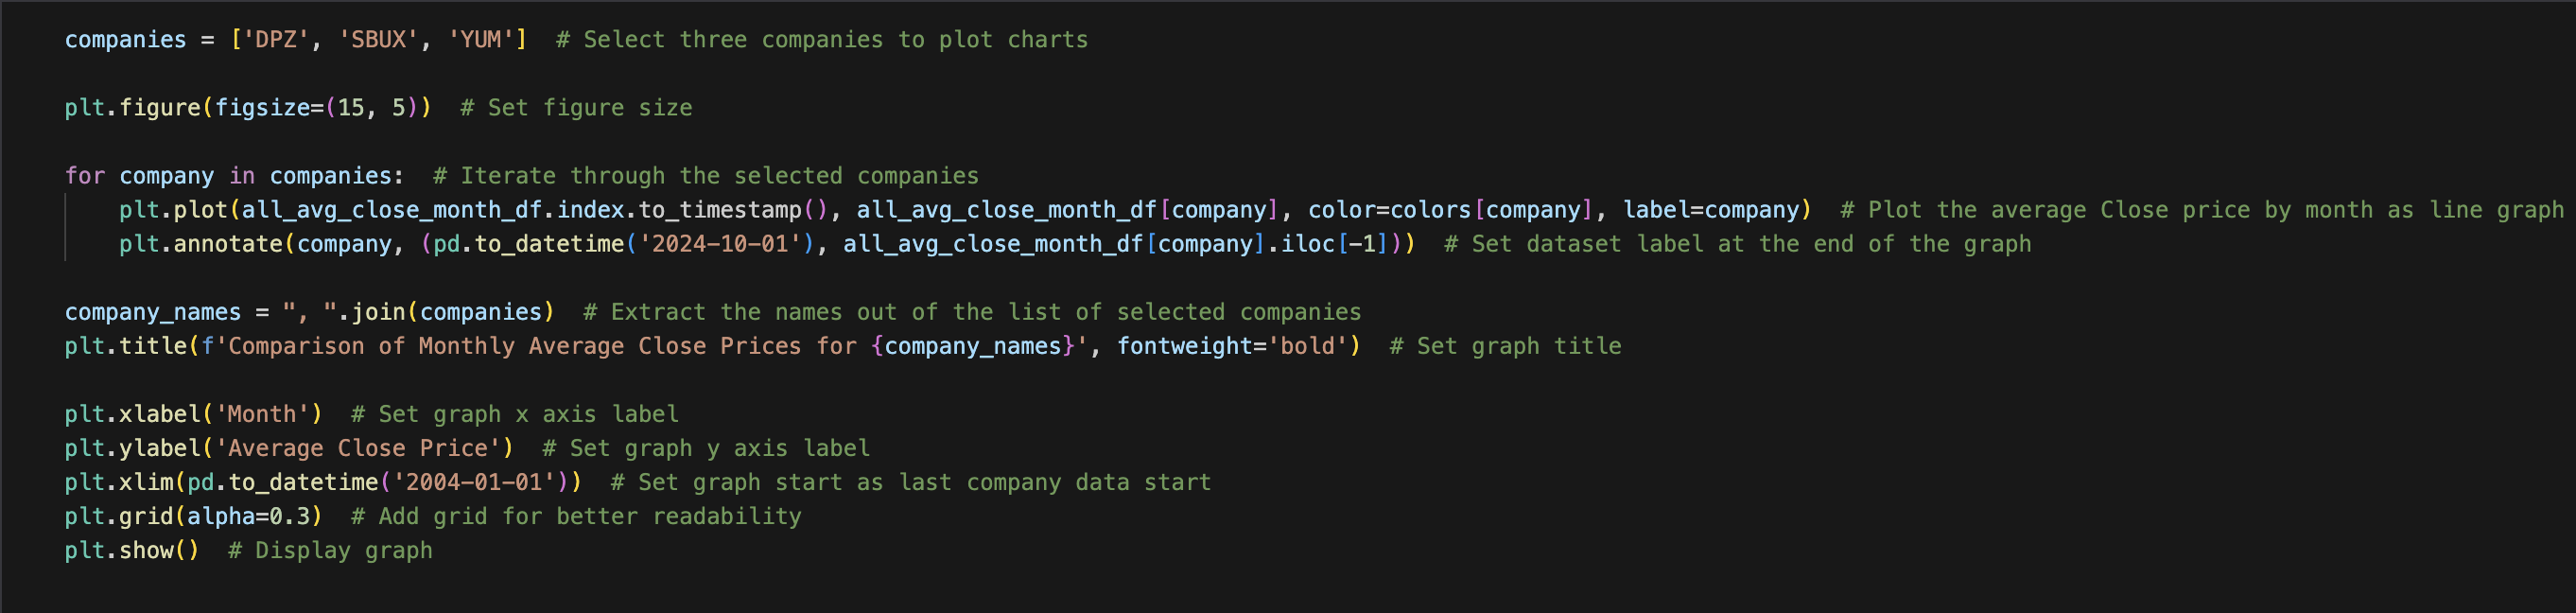 companies = ['DPZ', 'SBUX', 'YUM']  # Select three companies to plot charts
plt.figure(figsize=(15, 5))  # Set figure size
for company in companies:  # Iterate through the selected companies
    plt.plot(all_avg_close_month_df.index.to_timestamp(), all_avg_close_month_df[company], color=colors[company], label=company)  # Plot the average Close price by month as line graph
    plt.annotate(company, (pd.to_datetime('2024-10-01'), all_avg_close_month_df[company].iloc[-1]))  # Set dataset label at the end of the graph
company_names = ", ".join(companies)  # Extract the names out of the list of selected companies
plt.title(f'Comparison of Monthly Average Close Prices for {company_names}', fontweight='bold')  # Set graph title
plt.xlabel('Month')  # Set graph x axis label
plt.ylabel('Average Close Price')  # Set graph y axis label
plt.xlim(pd.to_datetime('2004-01-01'))  # Set graph start as last company data start
plt.grid(alpha=0.3)  # Add grid for better readability
plt.show()  # Display graph